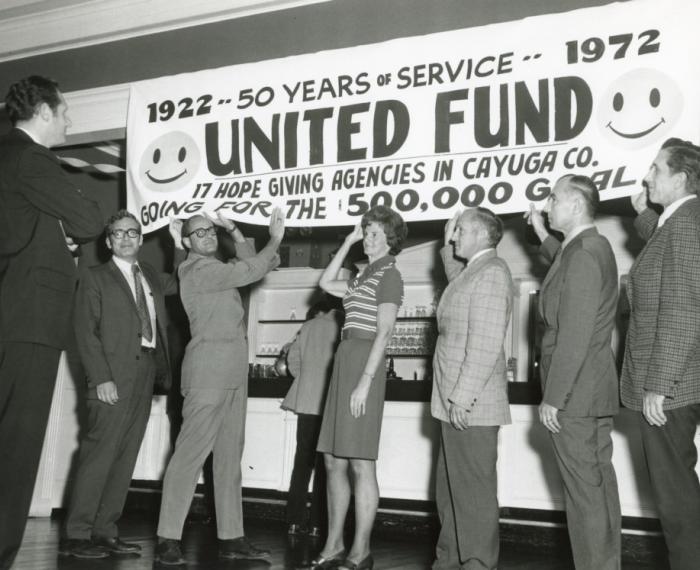 1922 -- 50 YEARS OF SERVICE -- 1972
UNITED FUND
17 HOPE GIVING AGENCIES IN CAYUGA CO.
GOING FOR THE $500,000 GOAL